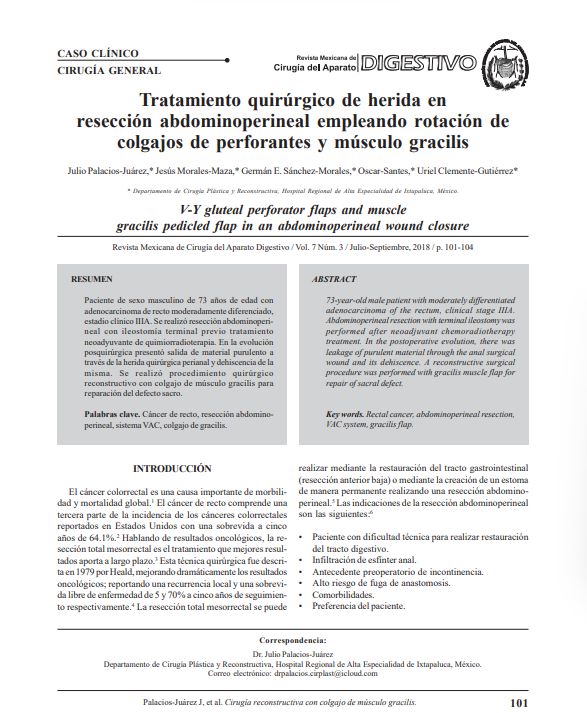 CASO CLÍNICO
CIRUGÍA GENERAL
Revista Mexicana de
Cirugía del Aparato DIGESTIVO
Tratamiento quirúrgico de herida en
resección abdominoperineal empleando rotación de
colgajos de perforantes y músculo gracilis
Julio Palacios-Juárez,* Jesús Morales-Maza,* Germán E. Sánchez-Morales,* Oscar-Santes,* Uriel Clemente-Gutiérrez*
* Departamento de Cirugía Plástica y Reconstructiva, Hospital Regional de Alta Especialidad de Ixtapaluca, México.
V-Y gluteal perforator flaps and muscle
gracilis pedicled flap in an abdominoperineal wound closure
Revista Mexicana de Cirugía del Aparato Digestivo / Vol. 7 Núm. 3 / Julio-Septiembre, 2018 / p. 101-104
RESUMEN
Paciente de sexo masculino de 73 años de edad con
adenocarcinoma de recto moderadamente diferenciado,
estadio clínico IIIA. Se realizó resección abdominoperi-
neal con ileostomía terminal previo tratamiento
neoadyuvante de quimiorradioterapia. En la evolución
posquirúrgica presentó salida de material purulento a
través de la herida quirúrgica perianal y dehiscencia de la
misma. Se realizó procedimiento quirúrgico
reconstructivo con colgajo de músculo gracilis para
reparación del defecto sacro.
Palabras clave. Cáncer de recto, resección abdomino-
perineal, sistema VAC, colgajo de gracilis.
ABSTRACT
73-year-old male patient with moderately differentiated
adenocarcinoma of the rectum, clinical stage IIIA.
Abdominoperineal resection with terminal ileostomy was
performed after neoadjuvant chemoradiotherapy
treatment. In the postoperative evolution, there was
leakage of purulent material through the anal surgical
wound and its dehiscence. A reconstructive surgical
procedure was performed with gracilis muscle flap for
repair of sacral defect.
Key words. Rectal cancer, abdominoperineal resection,
VAC system, gracilis flap.
INTRODUCCIÓN
El cáncer colorrectal es una causa importante de morbili-
dad y mortalidad global.¹ El cáncer de recto comprende una
tercera parte de la incidencia de los cánceres colorrectales
reportados en Estados Unidos con una sobrevida a cinco
años de 64.1%.² Hablando de resultados oncológicos, la re-
sección total mesorrectal es el tratamiento que mejores resul-
tados aporta a largo plazo.³ Esta técnica quirúrgica fue descri-
ta en 1979 por Heald, mejorando dramáticamente los resultados
oncológicos; reportando una recurrencia local y una sobrevi-
da libre de enfermedad de 5 y 70% a cinco años de seguimien-
to respectivamente.⁴ La resección total mesorrectal se puede
realizar mediante la restauración del tracto gastrointestinal
(resección anterior baja) o mediante la creación de un estoma
de manera permanente realizando una resección abdomino-
perineal.⁵ Las indicaciones de la resección abdominoperineal
son las siguientes:⁶
• Paciente con dificultad técnica para realizar restauración
del tracto digestivo.
• Infiltración de esfínter anal.
• Antecedente preoperatorio de incontinencia.
• Alto riesgo de fuga de anastomosis.
• Comorbilidades.
• Preferencia del paciente.
Correspondencia:
Dr. Julio Palacios-Juárez
Departamento de Cirugía Plástica y Reconstructiva, Hospital Regional de Alta Especialidad de Ixtapaluca, México.
Correo electrónico: drpalacios.cirplast@icloud.com
Palacios-Juárez J, et al. Cirugía reconstructiva con colgajo de músculo gracilis.
101